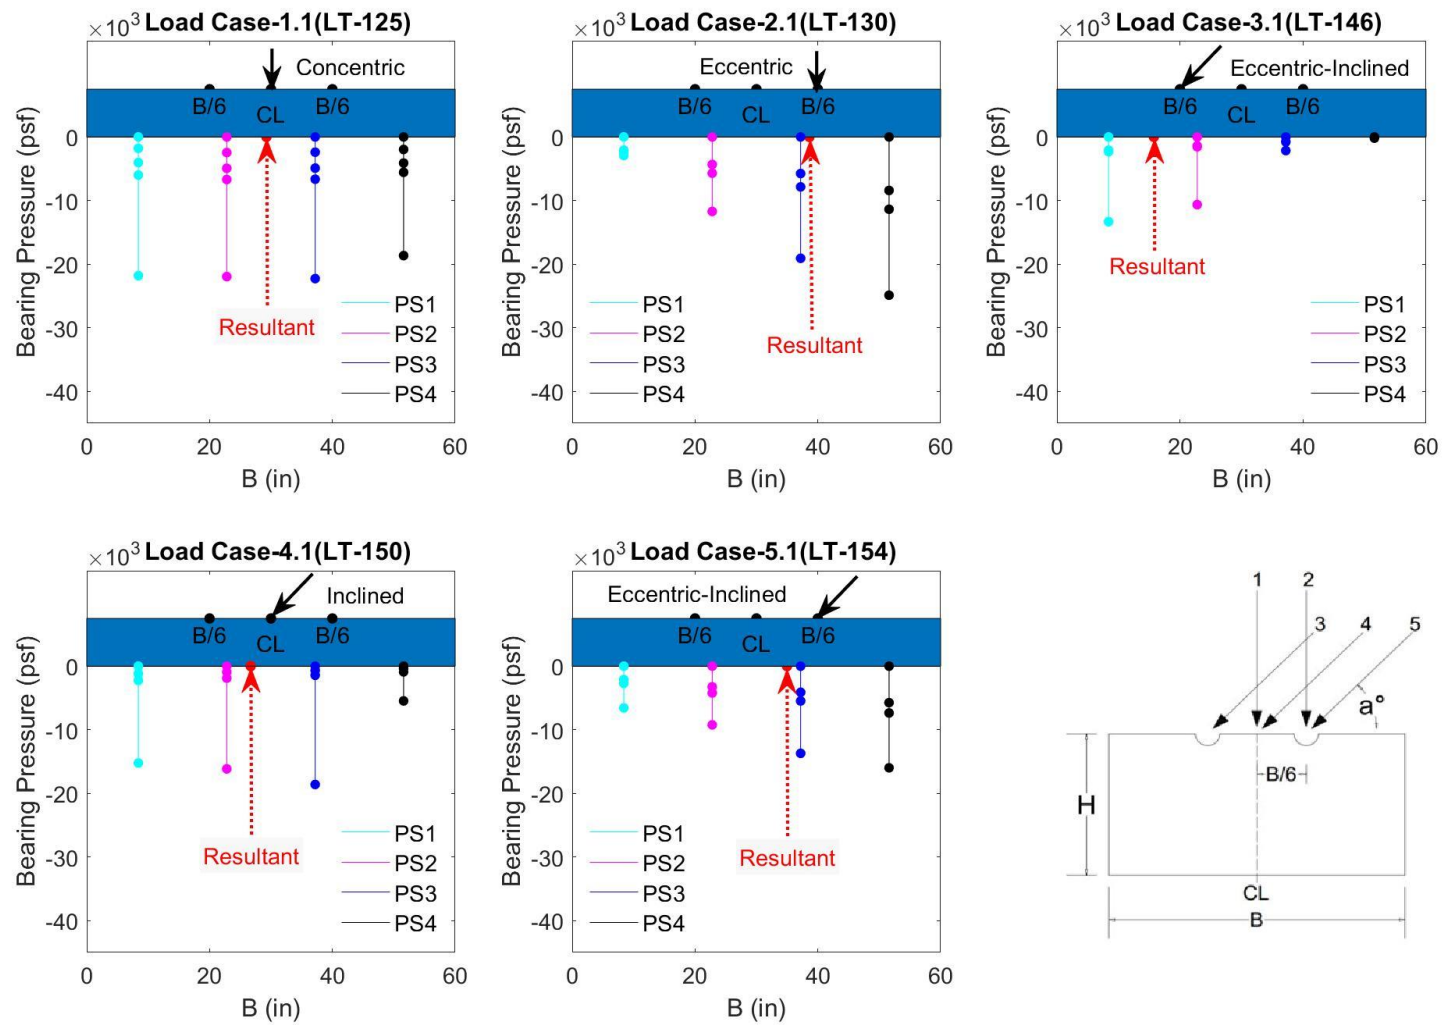 ×10³ Load Case-1.1(LT-125)
Concentric
B/6 CL B/6
0
-10
-20
-30
-40
Bearing Pressure (psf)
Resultant
PS1
PS2
PS3
PS4
0 20 40 60
B (in)
×10³ Load Case-2.1(LT-130)
Eccentric
B/6 CL B/6
0
-10
-20
-30
-40
Bearing Pressure (psf)
Resultant
PS1
PS2
PS3
PS4
0 20 40 60
B (in)
×10³ Load Case-3.1(LT-146)
Eccentric-Inclined
B/6 CL B/6
0
-10
-20
-30
-40
Bearing Pressure (psf)
Resultant
PS1
PS2
PS3
PS4
0 20 40 60
B (in)
×10³ Load Case-4.1(LT-150)
Inclined
B/6 CL B/6
0
-10
-20
-30
-40
Bearing Pressure (psf)
Resultant
PS1
PS2
PS3
PS4
0 20 40 60
B (in)
×10³ Load Case-5.1(LT-154)
Eccentric-Inclined
B/6 CL B/6
0
-10
-20
-30
-40
Bearing Pressure (psf)
Resultant
PS1
PS2
PS3
PS4
0 20 40 60
B (in)
1 2
3 4 5
a°
B/6
H
CL
B